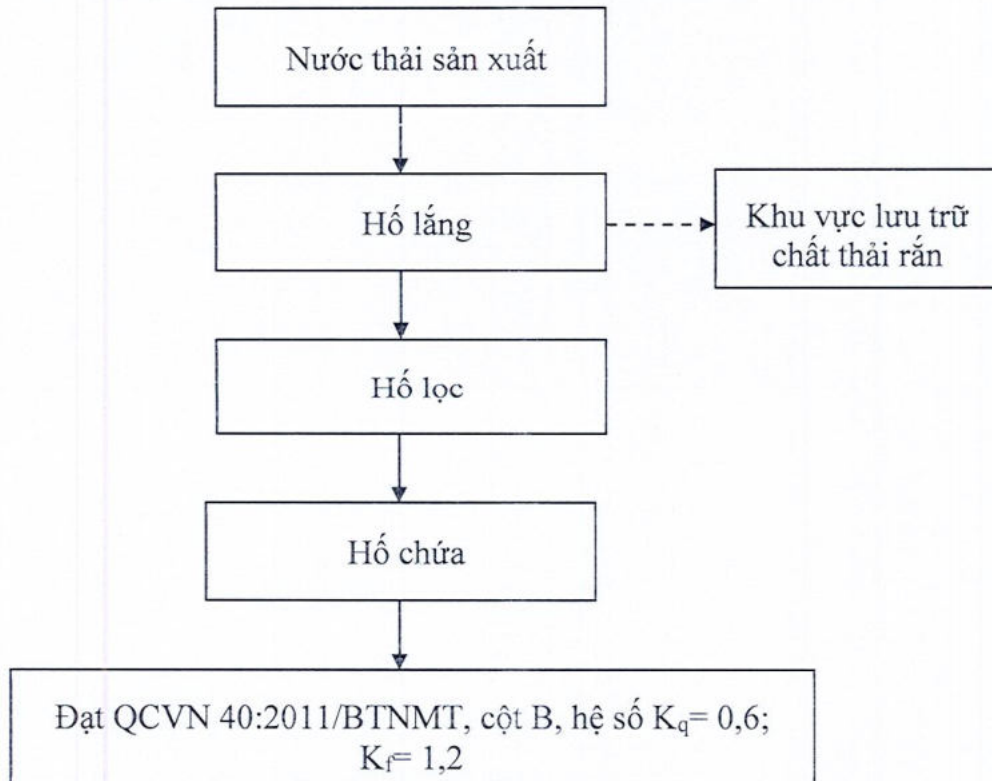 Nước thải sản xuất
Hố lắng
Khu vực lưu trữ
chất thải rắn
Hố lọc
Hố chứa
Đạt QCVN 40:2011/BTNMT, cột B, hệ số Kq= 0,6;
Kf= 1,2